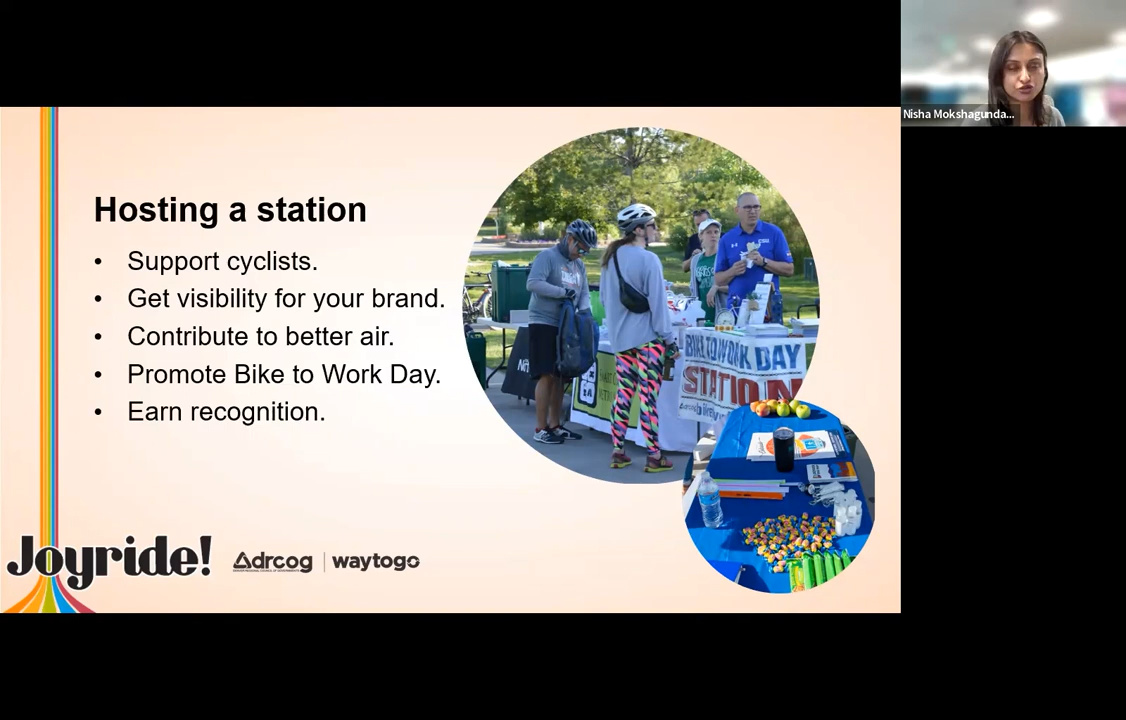 Nisha Mokshagunda...
Hosting a station
• Support cyclists.
• Get visibility for your brand.
• Contribute to better air.
• Promote Bike to Work Day.
• Earn recognition.
BIKE TO WORK DAY
STATION
Joyride!
drcog | waytogo